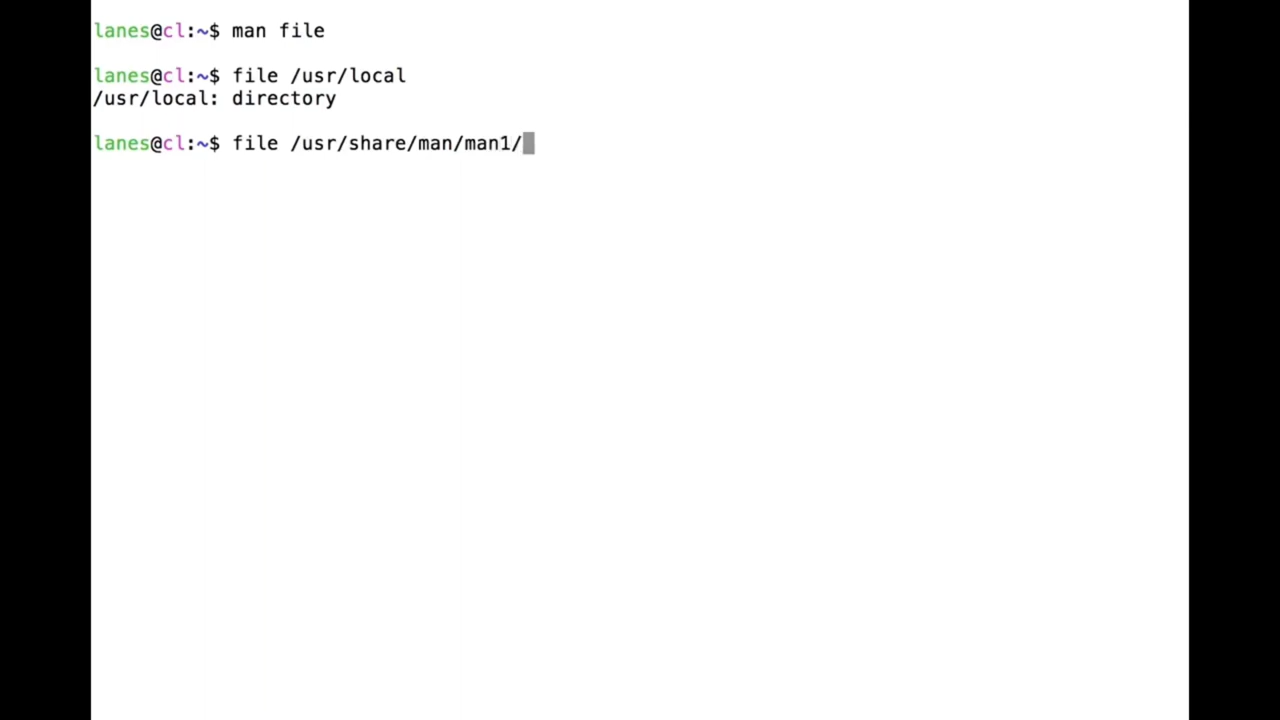 lanes@cl:~$ man file
lanes@cl:~$ file /usr/local
/usr/local: directory
lanes@cl:~$ file /usr/share/man/man1/